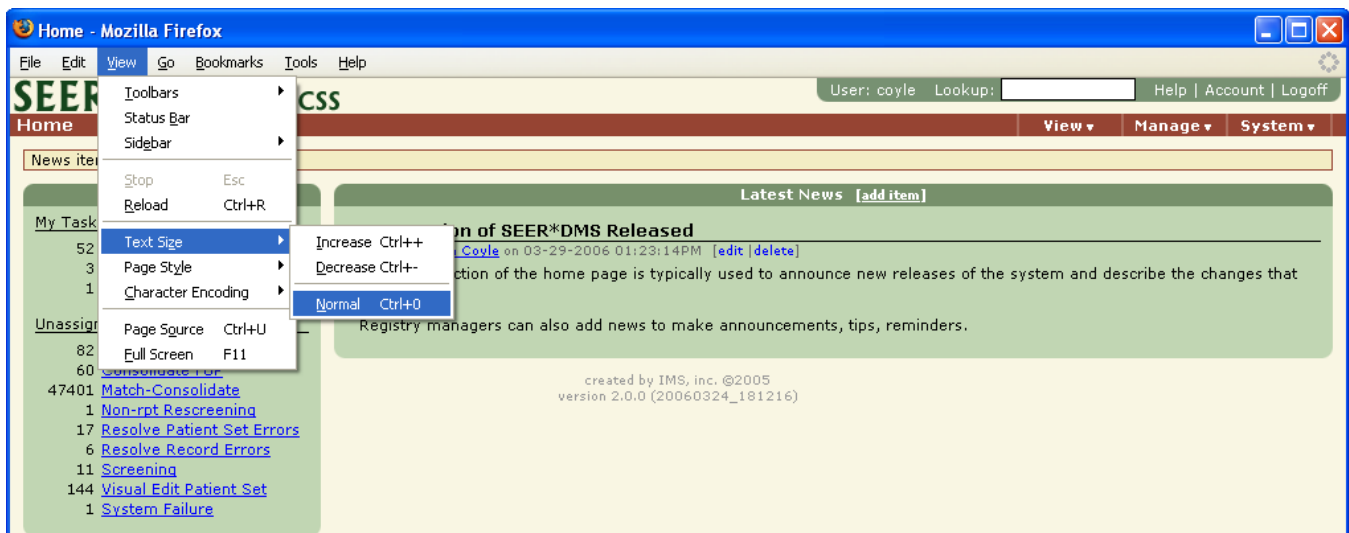 Home - Mozilla Firefox
File Edit View Go Bookmarks Tools Help
SEER CSS
User: coyle Lookup: Help | Account | Logoff
Home View ▾ Manage ▾ System ▾
News
Toolbars
Status Bar
Sidebar
Stop Esc
Reload Ctrl+R
Text Size
Page Style
Character Encoding
Page Source Ctrl+U
Full Screen F11
Increase Ctrl++
Decrease Ctrl+-
Normal Ctrl+0
Latest News [add item]
of SEER*DMS Released
Coyle on 03-29-2006 01:23:14PM [edit |delete]
of the home page is typically used to announce new releases of the system and describe the changes that
Registry managers can also add news to make announcements, tips, reminders.
My Task
52
3
1
82
60 Consolidate FUP
47401 Match-Consolidate
1 Non-rpt Rescreening
17 Resolve Patient Set Errors
6 Resolve Record Errors
11 Screening
144 Visual Edit Patient Set
1 System Failure
created by IMS, inc. ©2005
version 2.0.0 (20060324_181216)